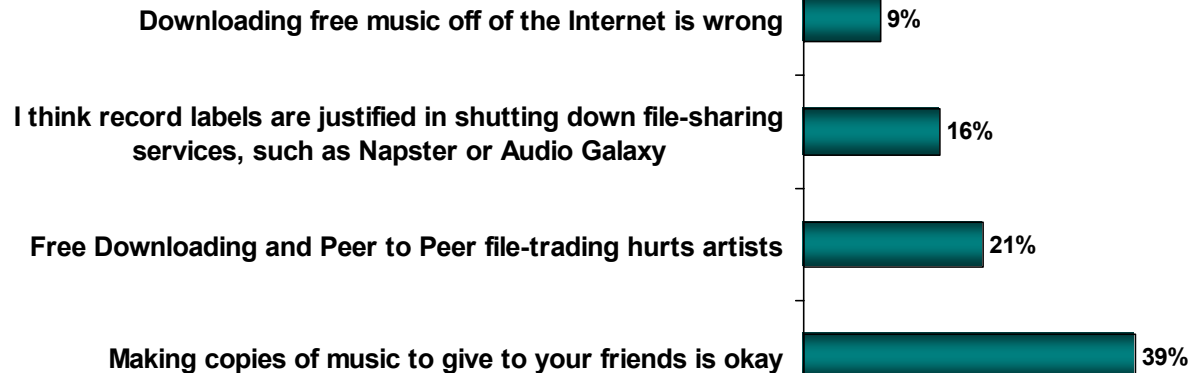 Downloading free music off of the Internet is wrong 9%
I think record labels are justified in shutting down file-sharing
services, such as Napster or Audio Galaxy 16%
Free Downloading and Peer to Peer file-trading hurts artists 21%
Making copies of music to give to your friends is okay 39%